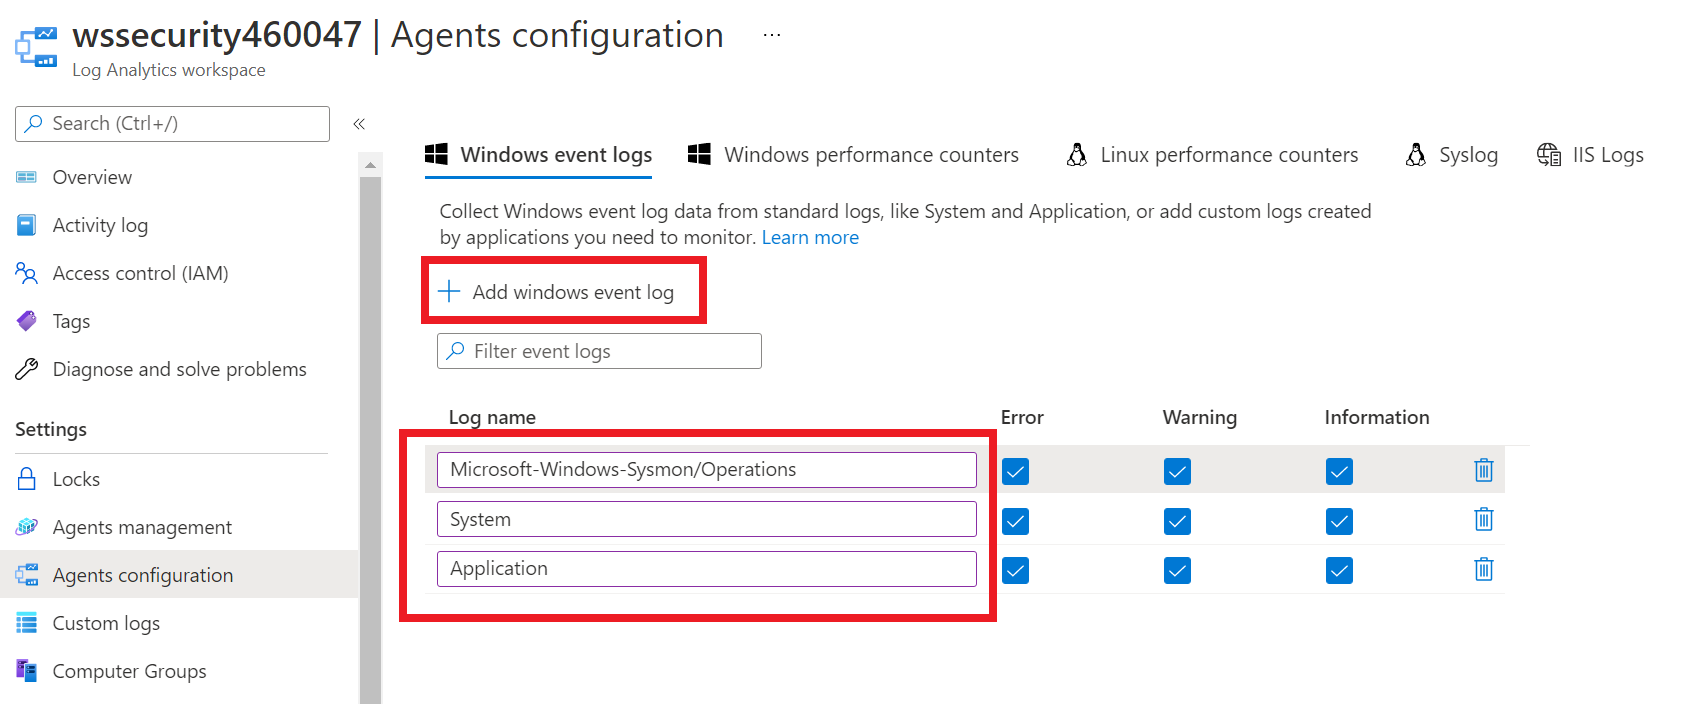 wssecurity460047 | Agents configuration ...
Log Analytics workspace
Search (Ctrl+/)
«
Overview
Activity log
Access control (IAM)
Tags
Diagnose and solve problems
Settings
Locks
Agents management
Agents configuration
Custom logs
Computer Groups
Windows event logs
Windows performance counters
Linux performance counters
Syslog
IIS Logs
Collect Windows event log data from standard logs, like System and Application, or add custom logs created
by applications you need to monitor. Learn more
Add windows event log
Filter event logs
Log name Error Warning Information
Microsoft-Windows-Sysmon/Operations
System
Application